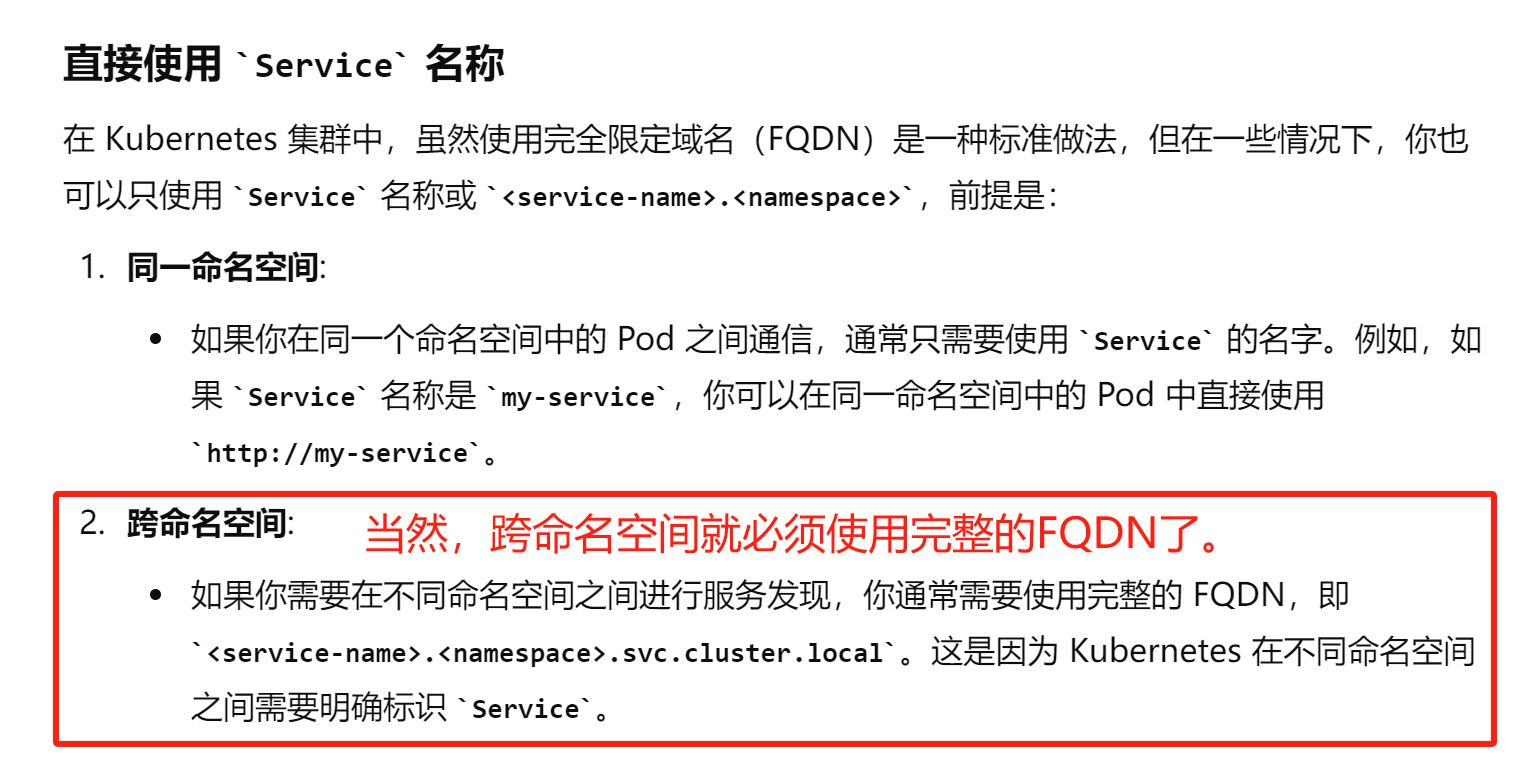 直接使用 `Service` 名称
在 Kubernetes 集群中，虽然使用完全限定域名（FQDN）是一种标准做法，但在一些情况下，你也
可以只使用 `Service` 名称或 `<service-name>.<namespace>`，前提是：
1. 同一命名空间:
• 如果你在同一个命名空间中的 Pod 之间通信，通常只需要使用 `Service` 的名字。例如，如
果 `Service` 名称是 `my-service`，你可以在同一命名空间中的 Pod 中直接使用
`http://my-service`。
2. 跨命名空间: 当然，跨命名空间就必须使用完整的FQDN了。
• 如果你需要在不同命名空间之间进行服务发现，你通常需要使用完整的 FQDN，即
`<service-name>.<namespace>.svc.cluster.local`。这是因为 Kubernetes 在不同命名空间
之间需要明确标识 `Service`。